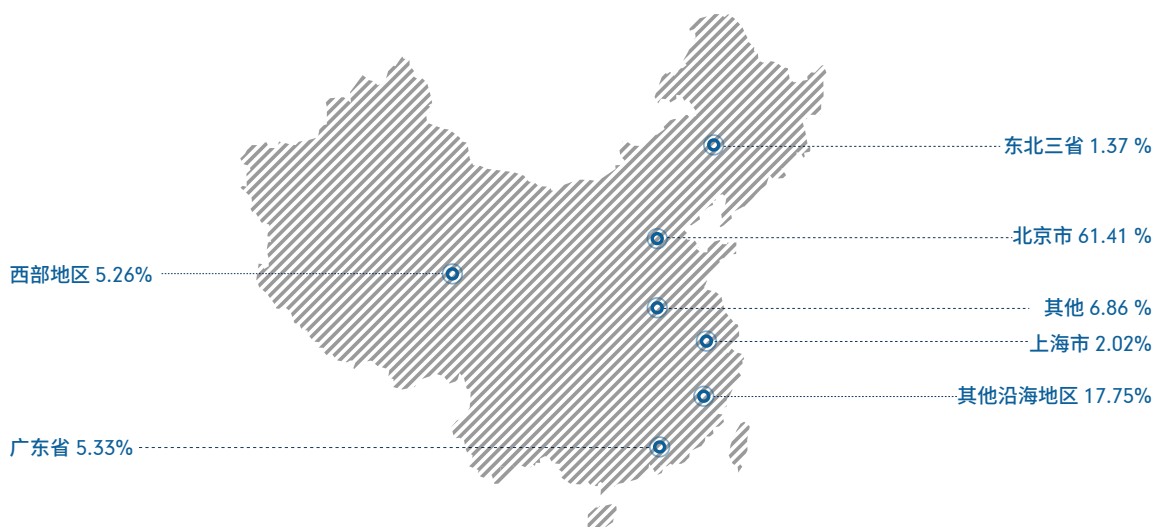 东北三省 1.37 %
北京市 61.41 %
西部地区 5.26%
其他 6.86 %
上海市 2.02%
其他沿海地区 17.75%
广东省 5.33%